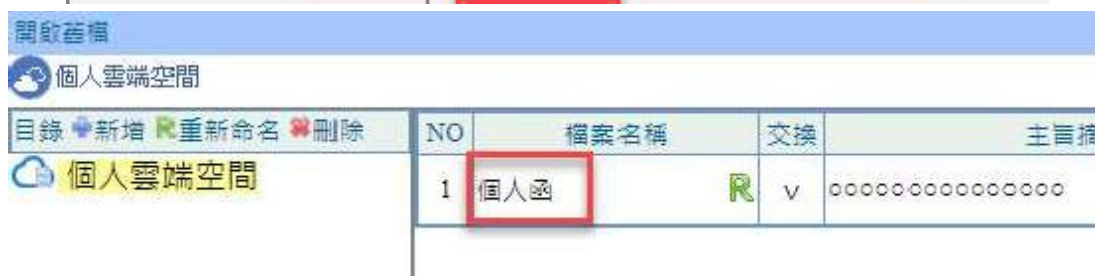 開啟舊檔
個人雲端空間
目錄 新增 R重新命名 刪除
NO 檔案名稱 交換 主旨摘
個人雲端空間
1 個人函 R v ○○○○○○○○○○○○○○○